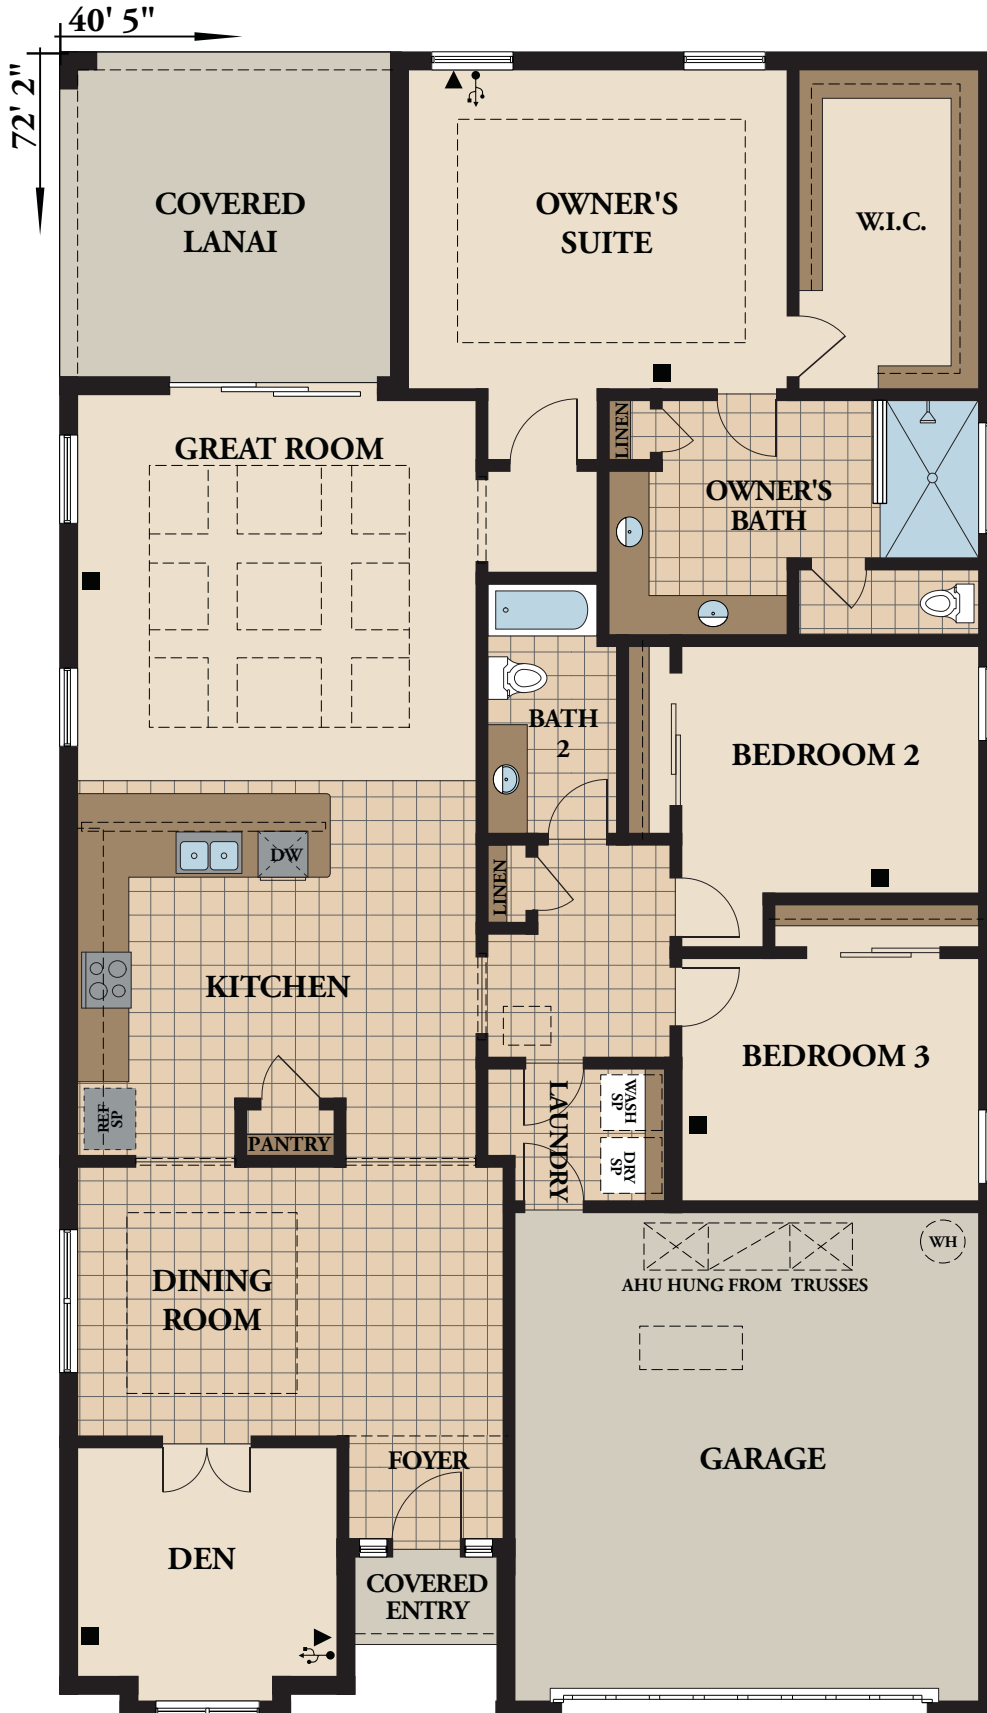 40' 5"
72' 2"
COVERED
LANAI
OWNER'S
SUITE
W.I.C.
LINEN
GREAT ROOM
OWNER'S
BATH
BATH
2
BEDROOM 2
DW
LINEN
KITCHEN
BEDROOM 3
REF
SP
PANTRY
LAUNDRY
WASH
SP
DRY
SP
WH
AHU HUNG FROM TRUSSES
DINING
ROOM
GARAGE
FOYER
DEN
COVERED
ENTRY